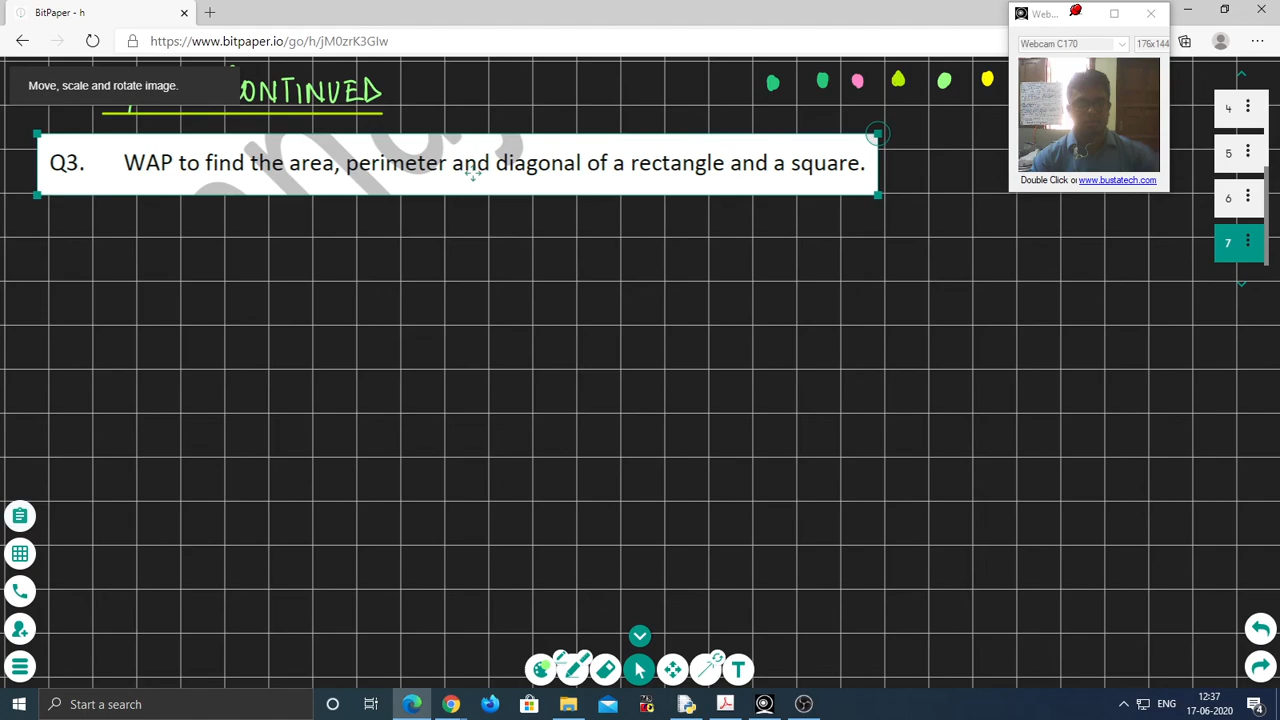 BitPaper - h
Web...
https://www.bitpaper.io/go/h/jM0zrK3GIw
Webcam C170
176x144
Move, scale and rotate image.
ONTINUED
Q3. WAP to find the area, perimeter and diagonal of a rectangle and a square.
Double Click or www.bustatech.com
4
5
6
7
T
Start a search
ENG
12:37
17-06-2020
4